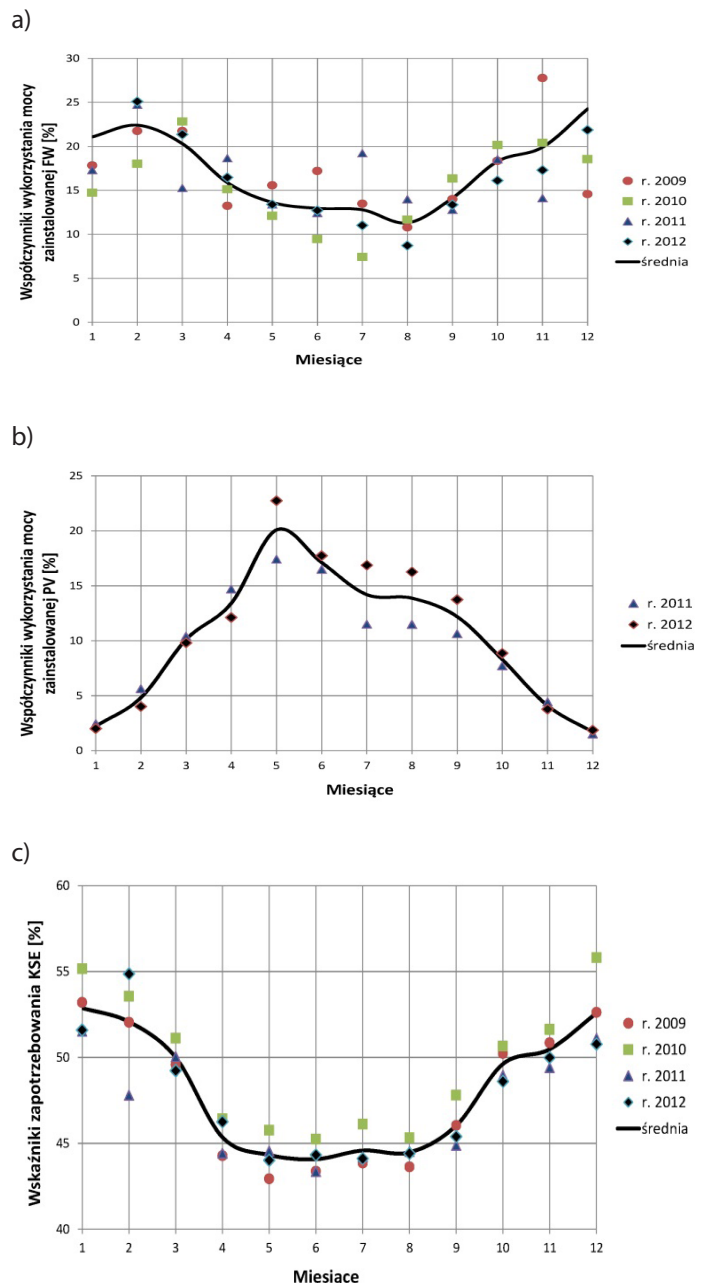 a)
Współczynniki wykorzystania mocy
zainstalowanej FW [%]
30
25
20
15
10
5
0
1 2 3 4 5 6 7 8 9 10 11 12
Miesiące
r. 2009
r. 2010
r. 2011
r. 2012
średnia
b)
Współczynniki wykorzystania mocy
zainstalowanej PV [%]
25
20
15
10
5
0
1 2 3 4 5 6 7 8 9 10 11 12
Miesiące
r. 2011
r. 2012
średnia
c)
Wskaźniki zapotrzebowania KSE [%]
60
55
50
45
40
1 2 3 4 5 6 7 8 9 10 11 12
Miesiace
r. 2009
r. 2010
r. 2011
r. 2012
średnia